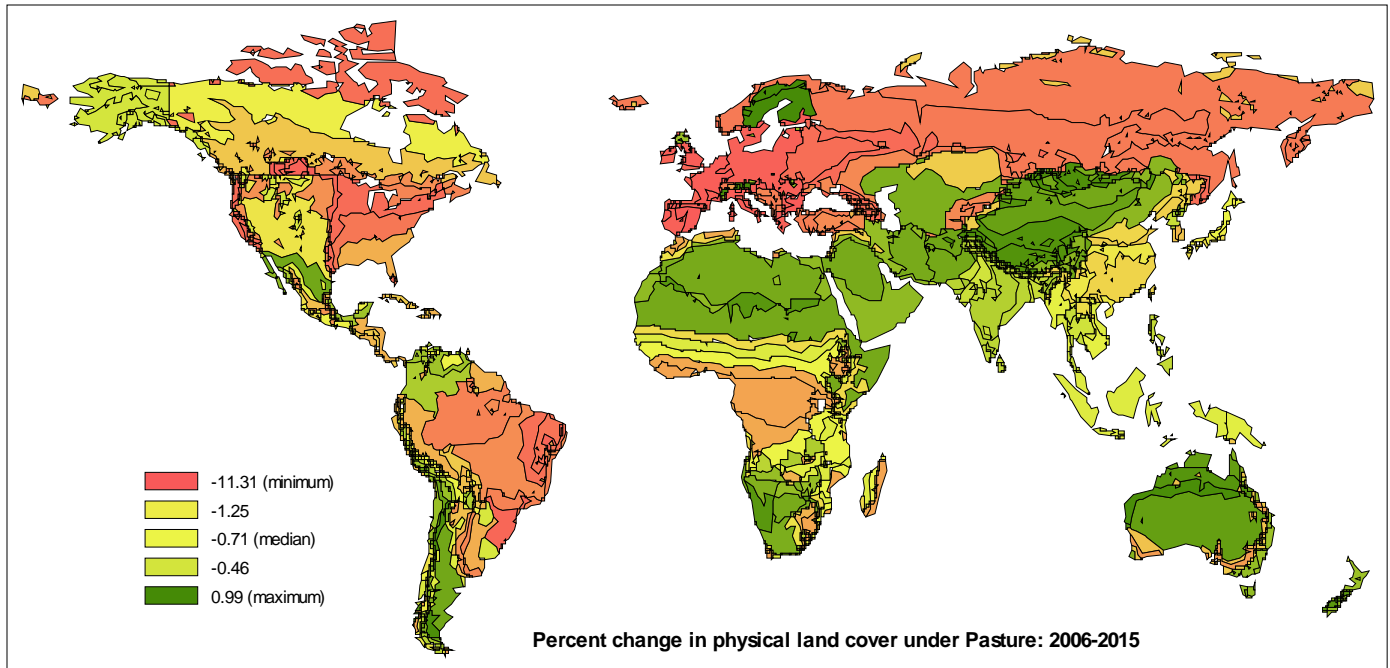 -11.31 (minimum)
-1.25
-0.71 (median)
-0.46
0.99 (maximum)
Percent change in physical land cover under Pasture: 2006-2015